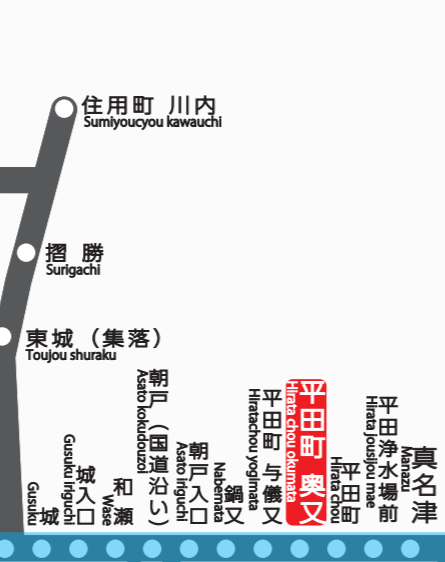 住用町 川内
Sumiyoucyou kawauchi
摺 勝
Surigachi
東城（集落）
Toujou shuraku
城
Gusuku
城入口
Gusuku iriguchi
和瀬
Wase
朝戸（国道沿い）
Asato kokudouzoi
朝戸入口
Asato iriguchi
鍋又
Nabemata
平田町 与儀又
Hiratachou yogimata
平田町 奥又
Hirata chou okumata
平田町
Hirata chou
平田浄水場前
Hirata jousijou mae
真名津
Manazu